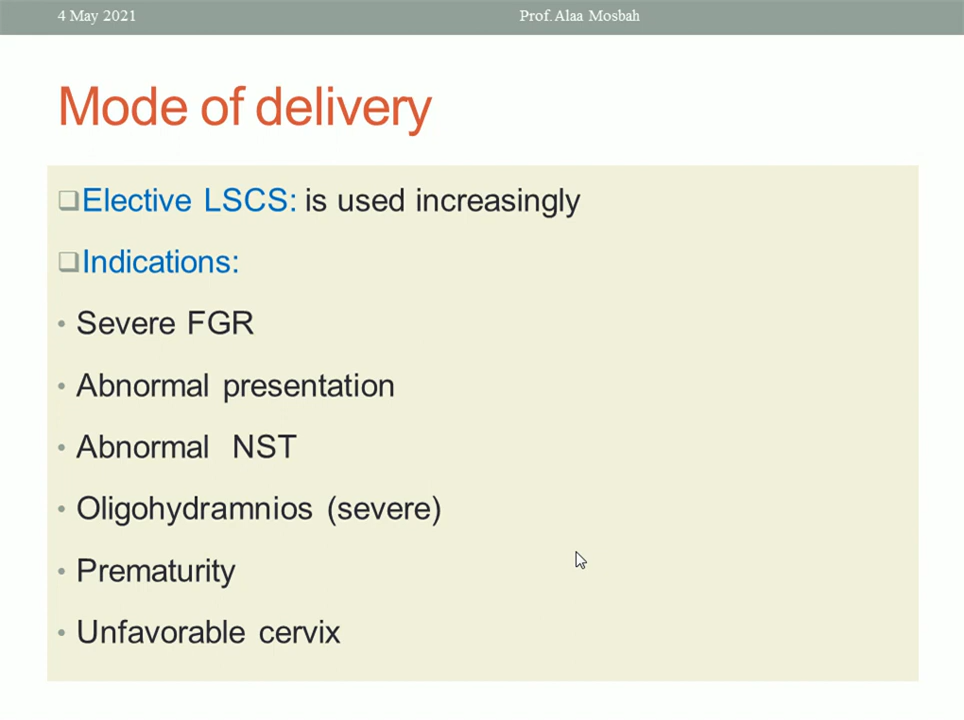 4 May 2021
Prof.Alaa Mosbah
Mode of delivery
❑Elective LSCS: is used increasingly
❑Indications:
• Severe FGR
• Abnormal presentation
• Abnormal NST
• Oligohydramnios (severe)
• Prematurity
• Unfavorable cervix